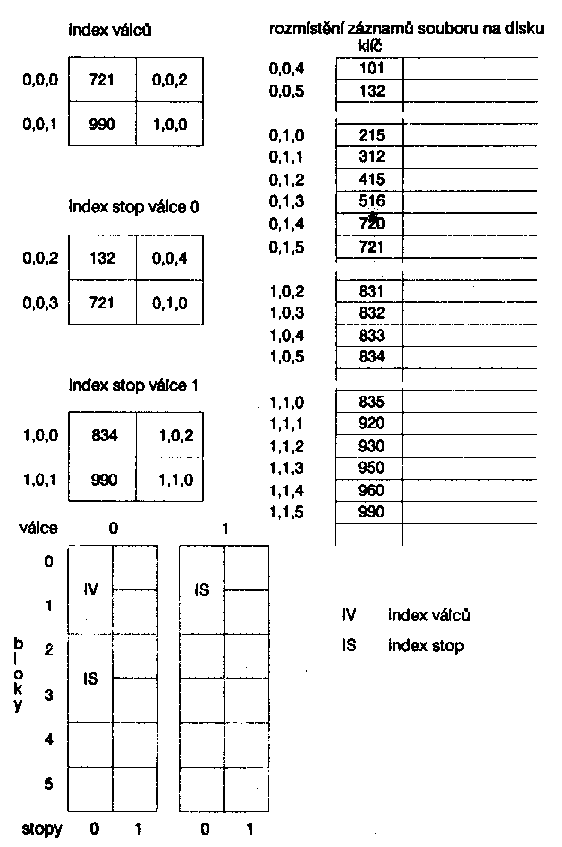 index válců
0,0,0 721 0,0,2
0,0,1 990 1,0,0
index stop válce 0
0,0,2 132 0,0,4
0,0,3 721 0,1,0
index stop válce 1
1,0,0 834 1,0,2
1,0,1 990 1,1,0
rozmístění záznamů souboru na disku
klíč
0,0,4 101
0,0,5 132
0,1,0 215
0,1,1 312
0,1,2 415
0,1,3 516
0,1,4 720
0,1,5 721
1,0,2 831
1,0,3 832
1,0,4 833
1,0,5 834
1,1,0 835
1,1,1 920
1,1,2 930
1,1,3 950
1,1,4 960
1,1,5 990
válce 0 1
bloky
0
1
2
3
4
5
IV
IS
IS
stopy 0 1 0 1
IV index válců
IS index stop